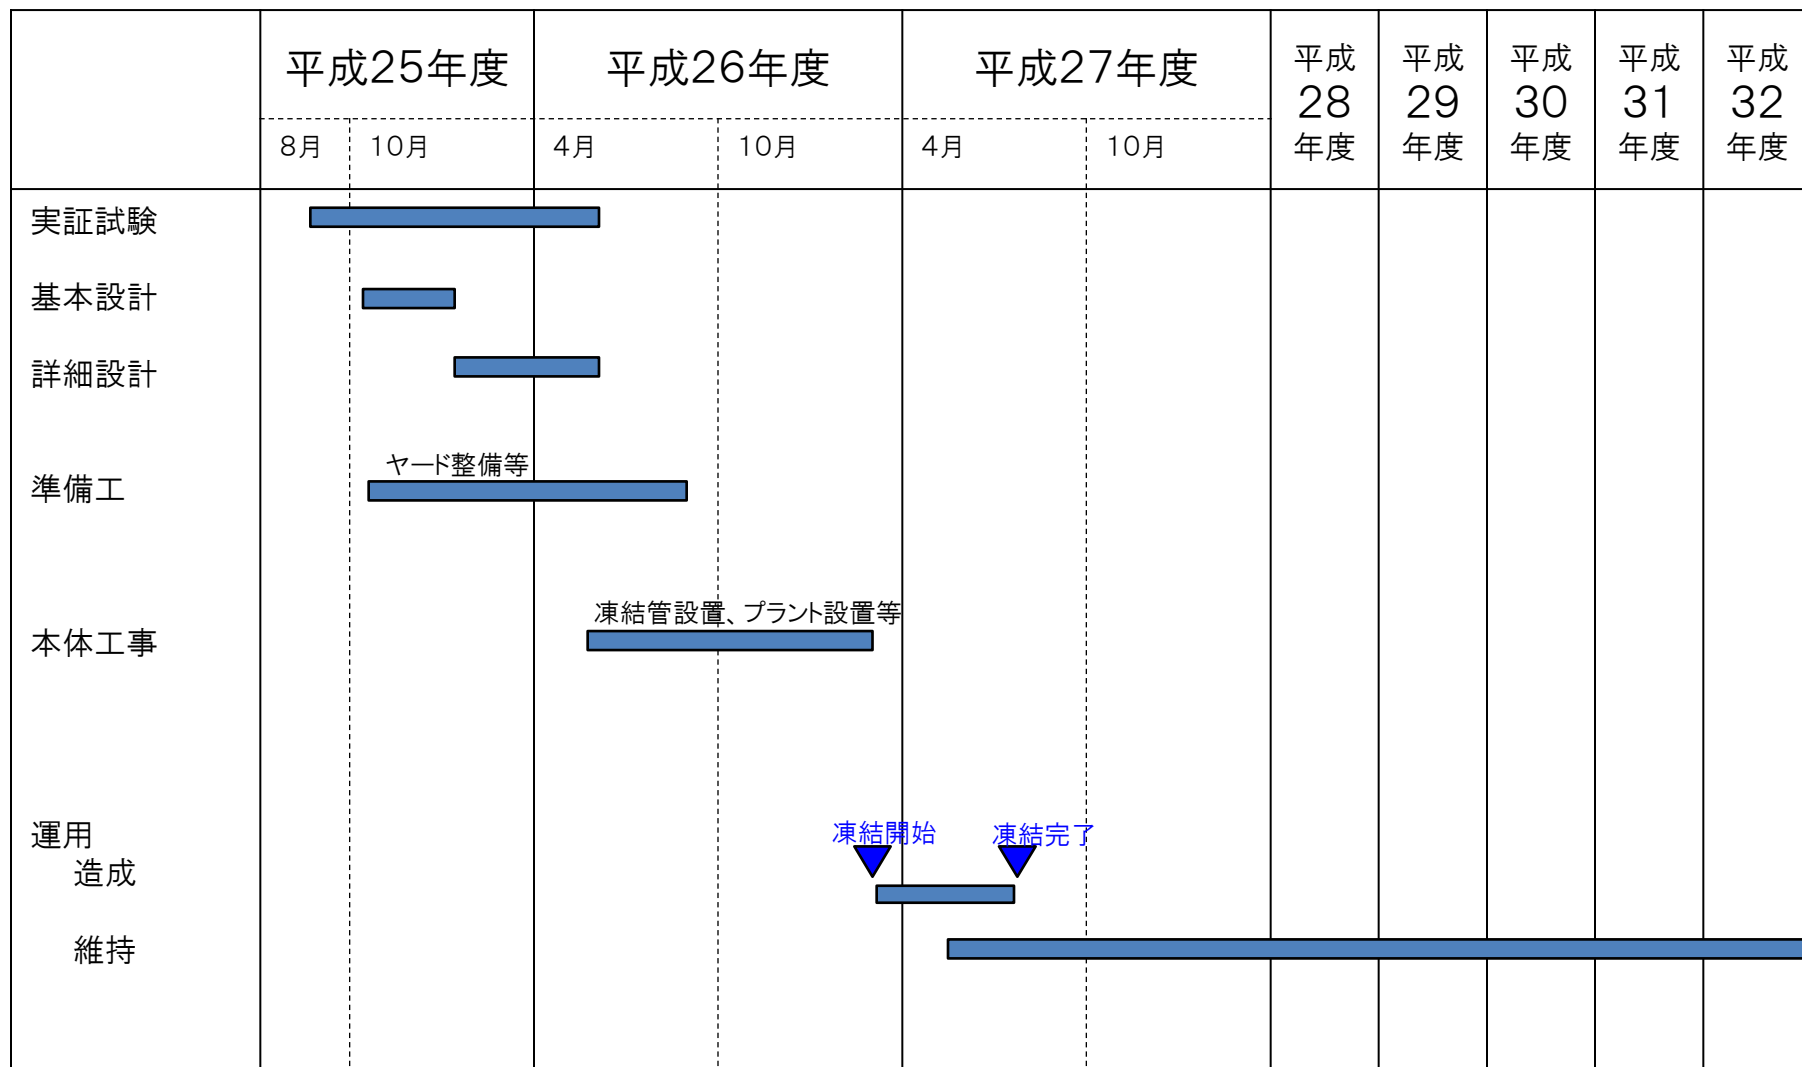 平成25年度
平成26年度
平成27年度
平成
28
年度
平成
29
年度
平成
30
年度
平成
31
年度
平成
32
年度
8月
10月
4月
10月
4月
10月
実証試験
基本設計
詳細設計
ヤード整備等
準備工
凍結管設置、プラント設置等
本体工事
運用
凍結開始
凍結完了
造成
維持